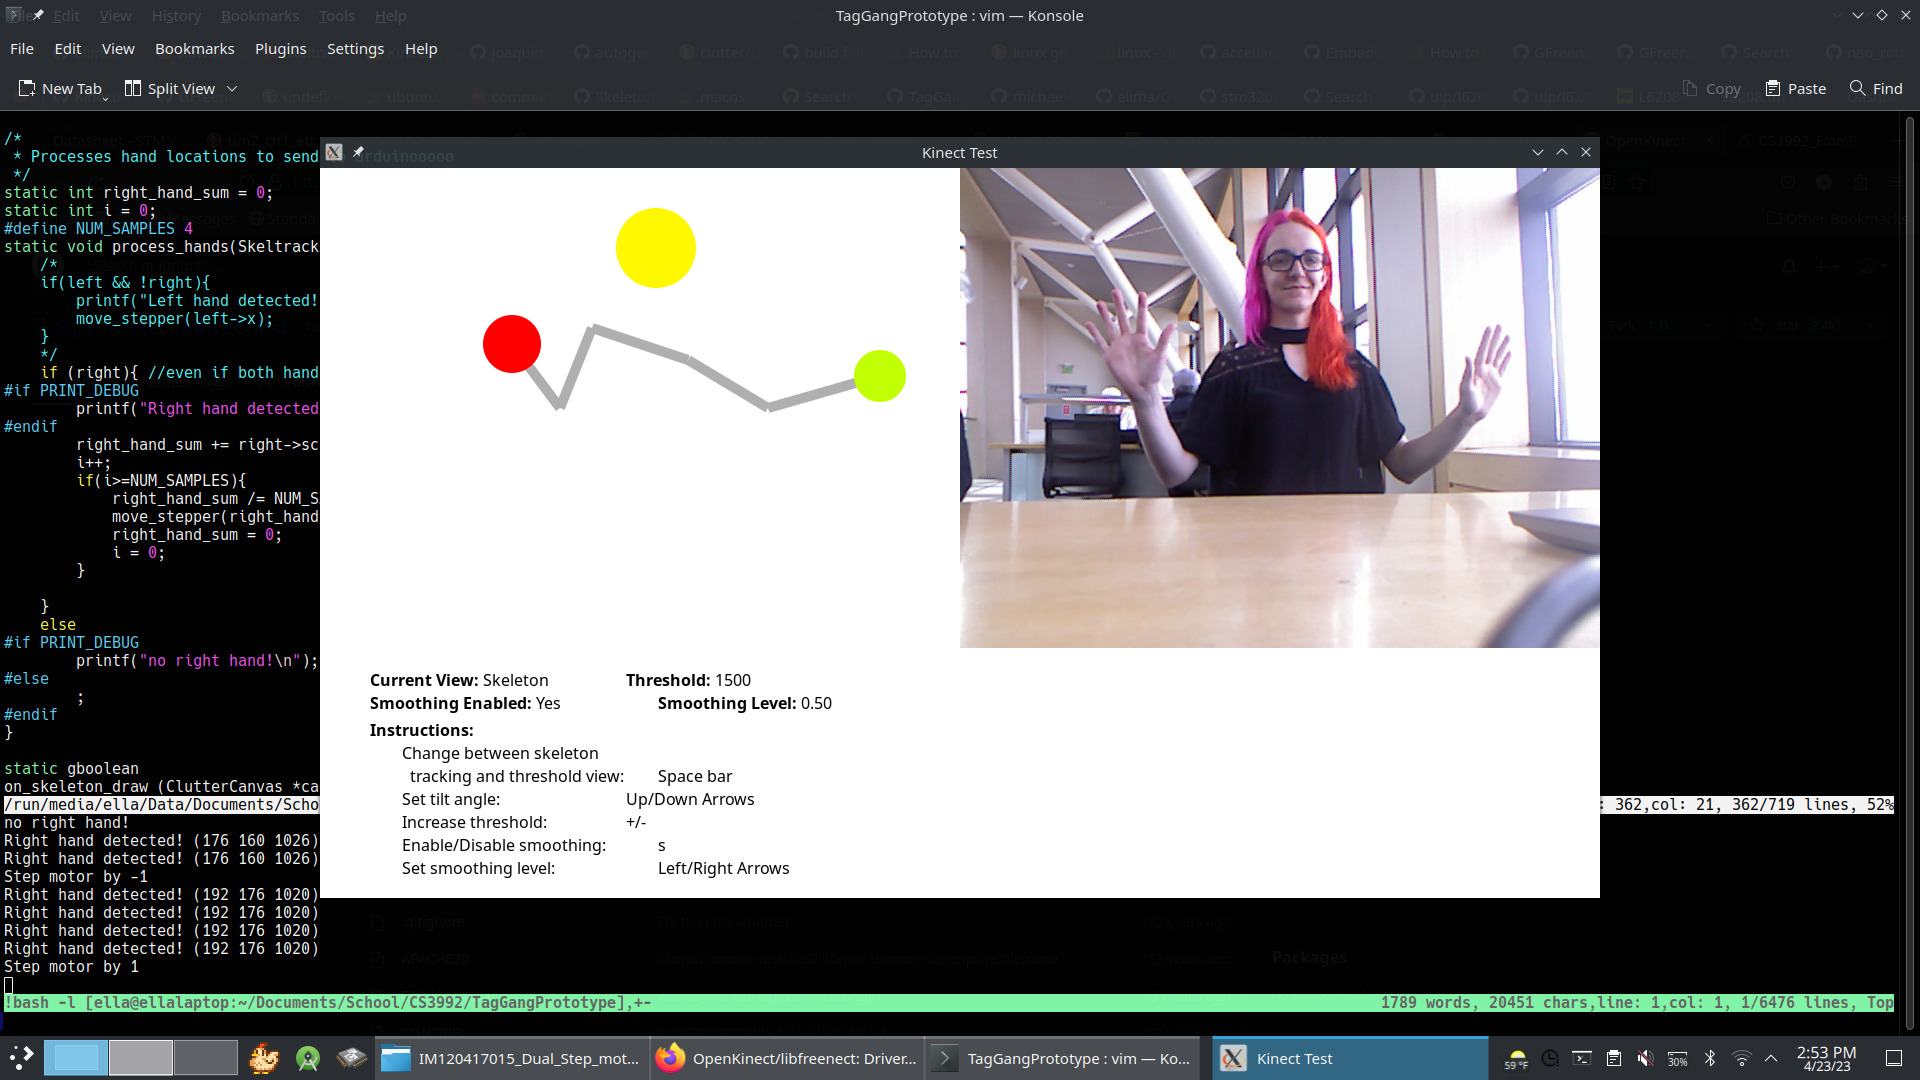 TagGangPrototype : vim — Konsole
File Edit View Bookmarks Plugins Settings Help
New Tab Split View Copy Paste Find
/*
 * Processes hand locations to send to arduinooooo
 */
static int right_hand_sum = 0;
static int i = 0;
#define NUM_SAMPLES 4
static void process_hands(Skeltrack
/*
if(left && !right){
printf("Left hand detected!
move_stepper(left->x);
}
*/
if (right){ //even if both hand
#if PRINT_DEBUG
printf("Right hand detected
#endif
right_hand_sum += right->sc
i++;
if(i>=NUM_SAMPLES){
right_hand_sum /= NUM_S
move_stepper(right_hand
right_hand_sum = 0;
i = 0;
}
}
else
#if PRINT_DEBUG
printf("no right hand!\n");
#else
;
#endif
}
static gboolean
on_skeleton_draw (ClutterCanvas *ca
/run/media/ella/Data/Documents/Scho : 362,col: 21, 362/719 lines, 52%
no right hand!
Right hand detected! (176 160 1026)
Right hand detected! (176 160 1026)
Step motor by -1
Right hand detected! (192 176 1020)
Right hand detected! (192 176 1020)
Right hand detected! (192 176 1020)
Right hand detected! (192 176 1020)
Step motor by 1
!bash -l [ella@ellalaptop:~/Documents/School/CS3992/TagGangPrototype],+- 1789 words, 20451 chars,line: 1,col: 1, 1/6476 lines, Top
Kinect Test
Current View: Skeleton Threshold: 1500
Smoothing Enabled: Yes Smoothing Level: 0.50
Instructions:
Change between skeleton
tracking and threshold view: Space bar
Set tilt angle: Up/Down Arrows
Increase threshold: +/-
Enable/Disable smoothing: s
Set smoothing level: Left/Right Arrows
.gitignore
APACHE20
Packages
IM120417015_Dual_Step_mot...
OpenKinect/libfreenect: Driver...
TagGangPrototype : vim — Ko...
Kinect Test
59 °F
30%
2:53 PM
4/23/23